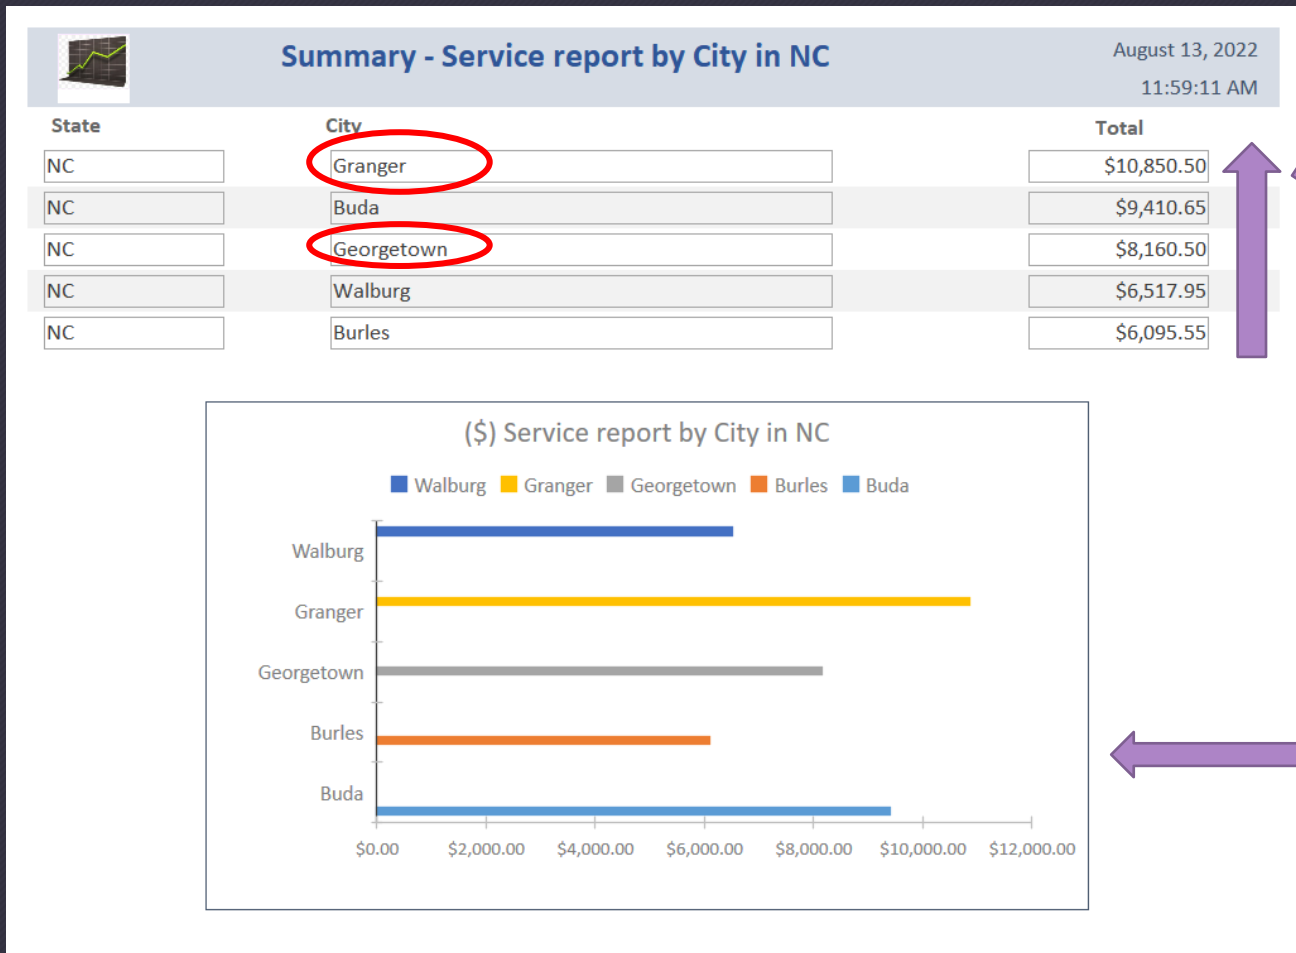 Summary - Service report by City in NC
August 13, 2022
11:59:11 AM
State City Total
NC Granger $10,850.50
NC Buda $9,410.65
NC Georgetown $8,160.50
NC Walburg $6,517.95
NC Burles $6,095.55
($) Service report by City in NC
Walburg Granger Georgetown Burles Buda
Walburg
Granger
Georgetown
Burles
Buda
$0.00 $2,000.00 $4,000.00 $6,000.00 $8,000.00 $10,000.00 $12,000.00